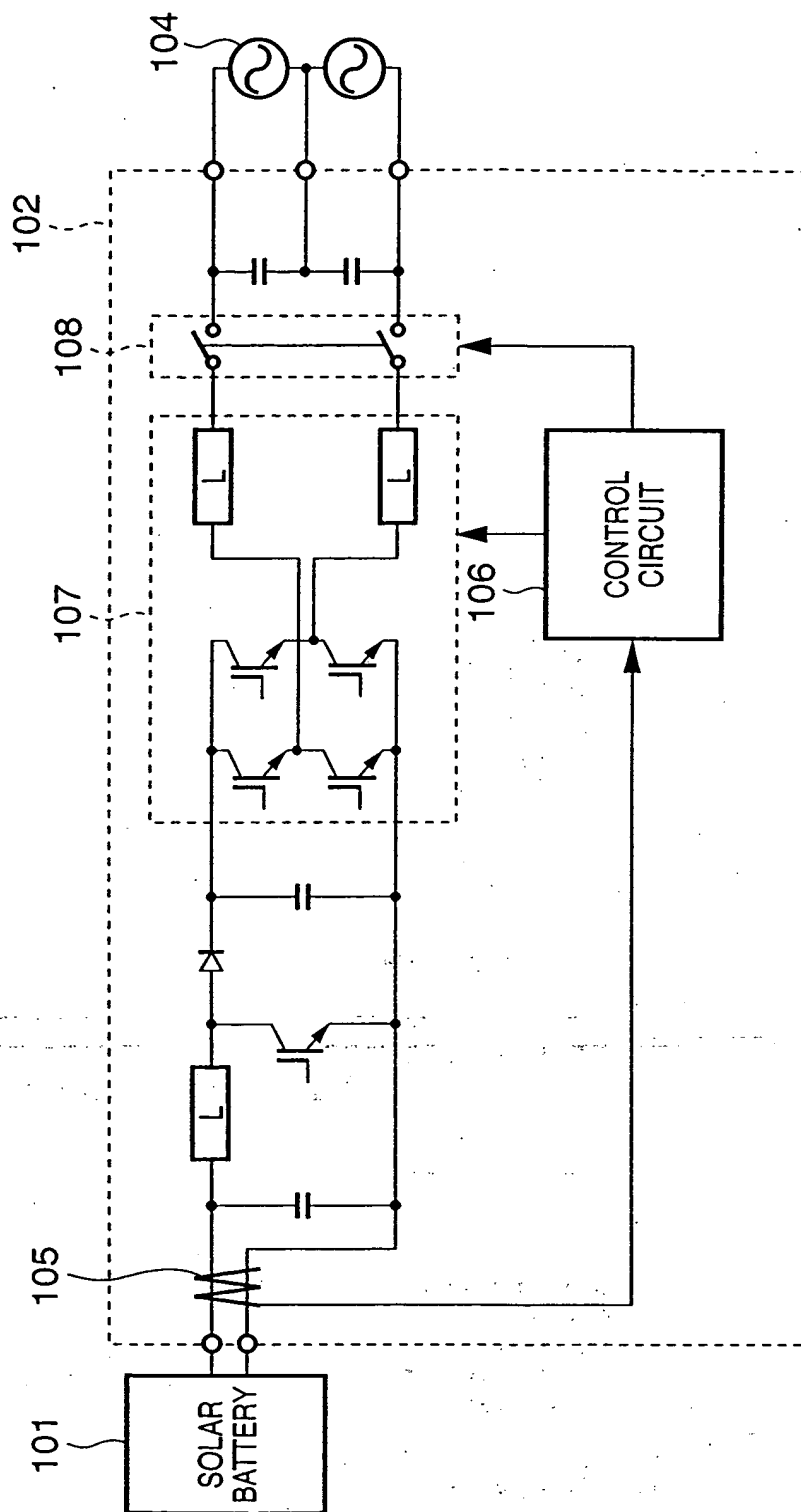 101
SOLAR
BATTERY
105
L
102
107
L
L
108
104
106
CONTROL
CIRCUIT